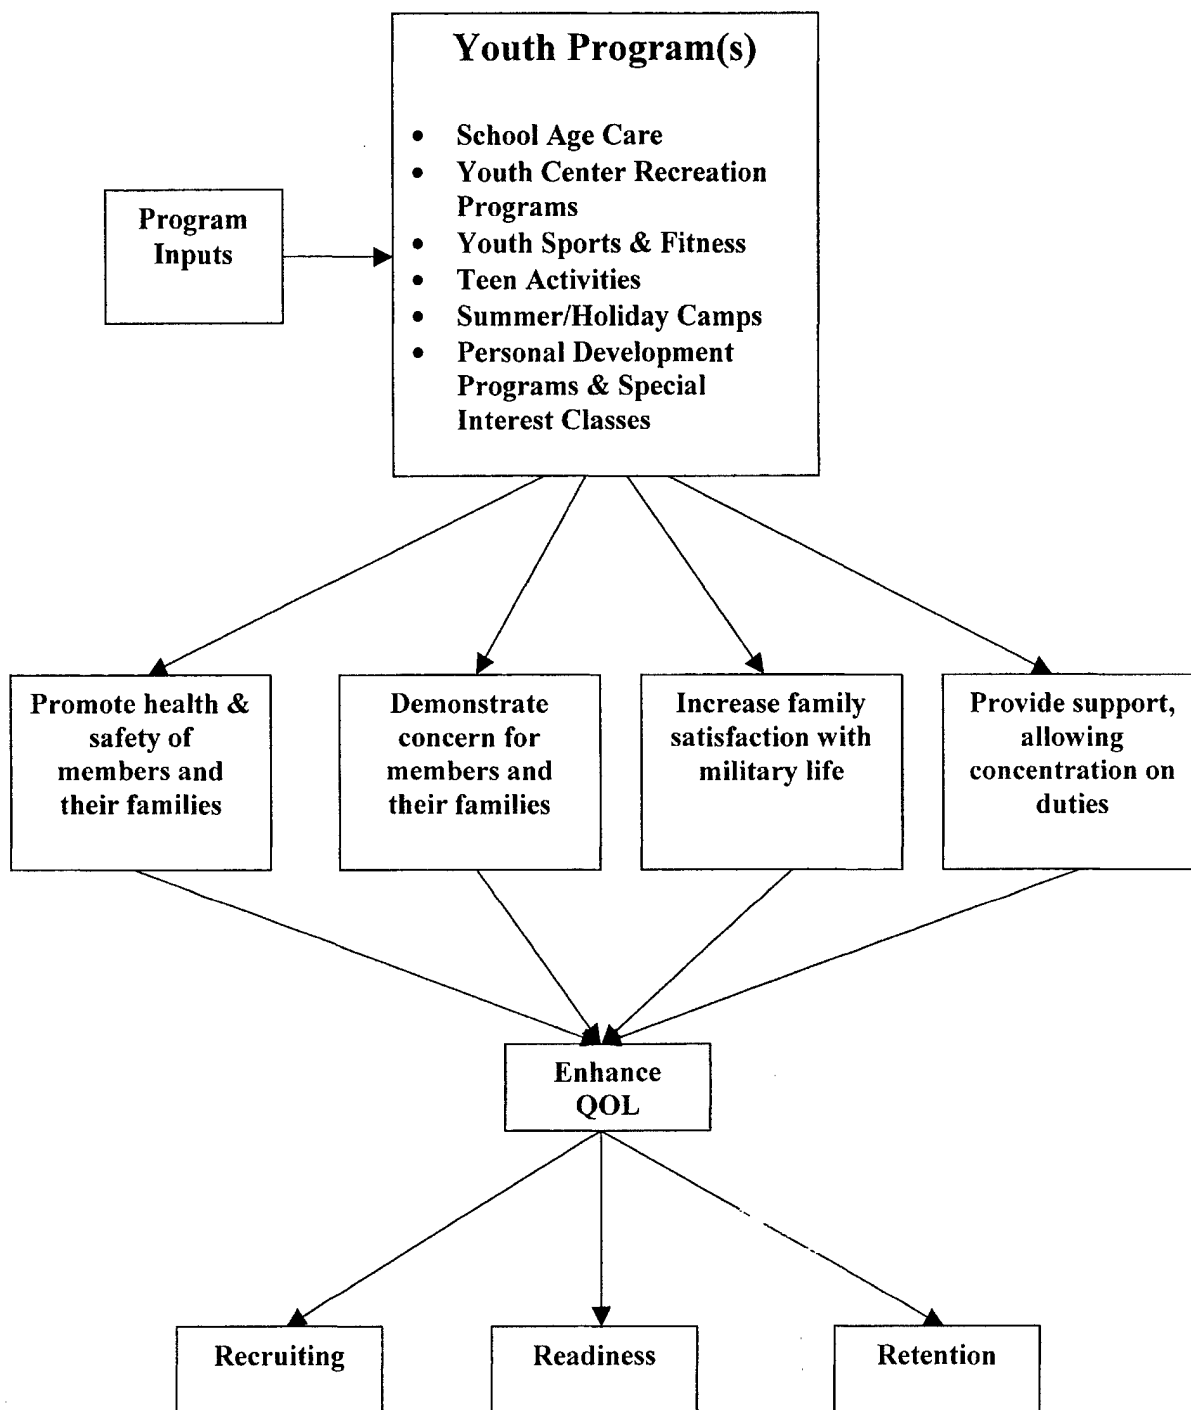 Youth Program(s)
• School Age Care
• Youth Center Recreation
Programs
• Youth Sports & Fitness
• Teen Activities
• Summer/Holiday Camps
• Personal Development
Programs & Special
Interest Classes
Program
Inputs
Promote health &
safety of
members and
their families
Demonstrate
concern for
members and
their families
Increase family
satisfaction with
military life
Provide support,
allowing
concentration on
duties
Enhance
QOL
Recruiting
Readiness
Retention